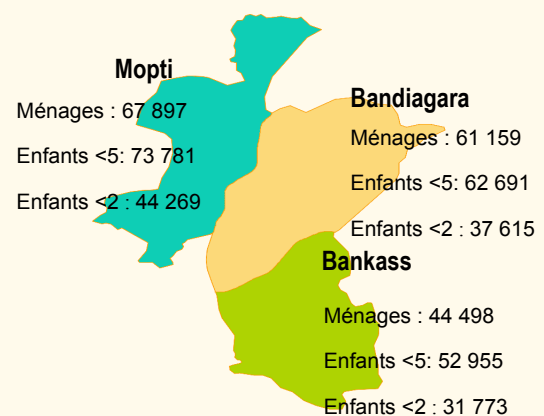 Mopti
Ménages : 67 897
Enfants <5: 73 781
Enfants <2 : 44 269
Bandiagara
Ménages : 61 159
Enfants <5: 62 691
Enfants <2 : 37 615
Bankass
Ménages : 44 498
Enfants <5: 52 955
Enfants <2 : 31 773